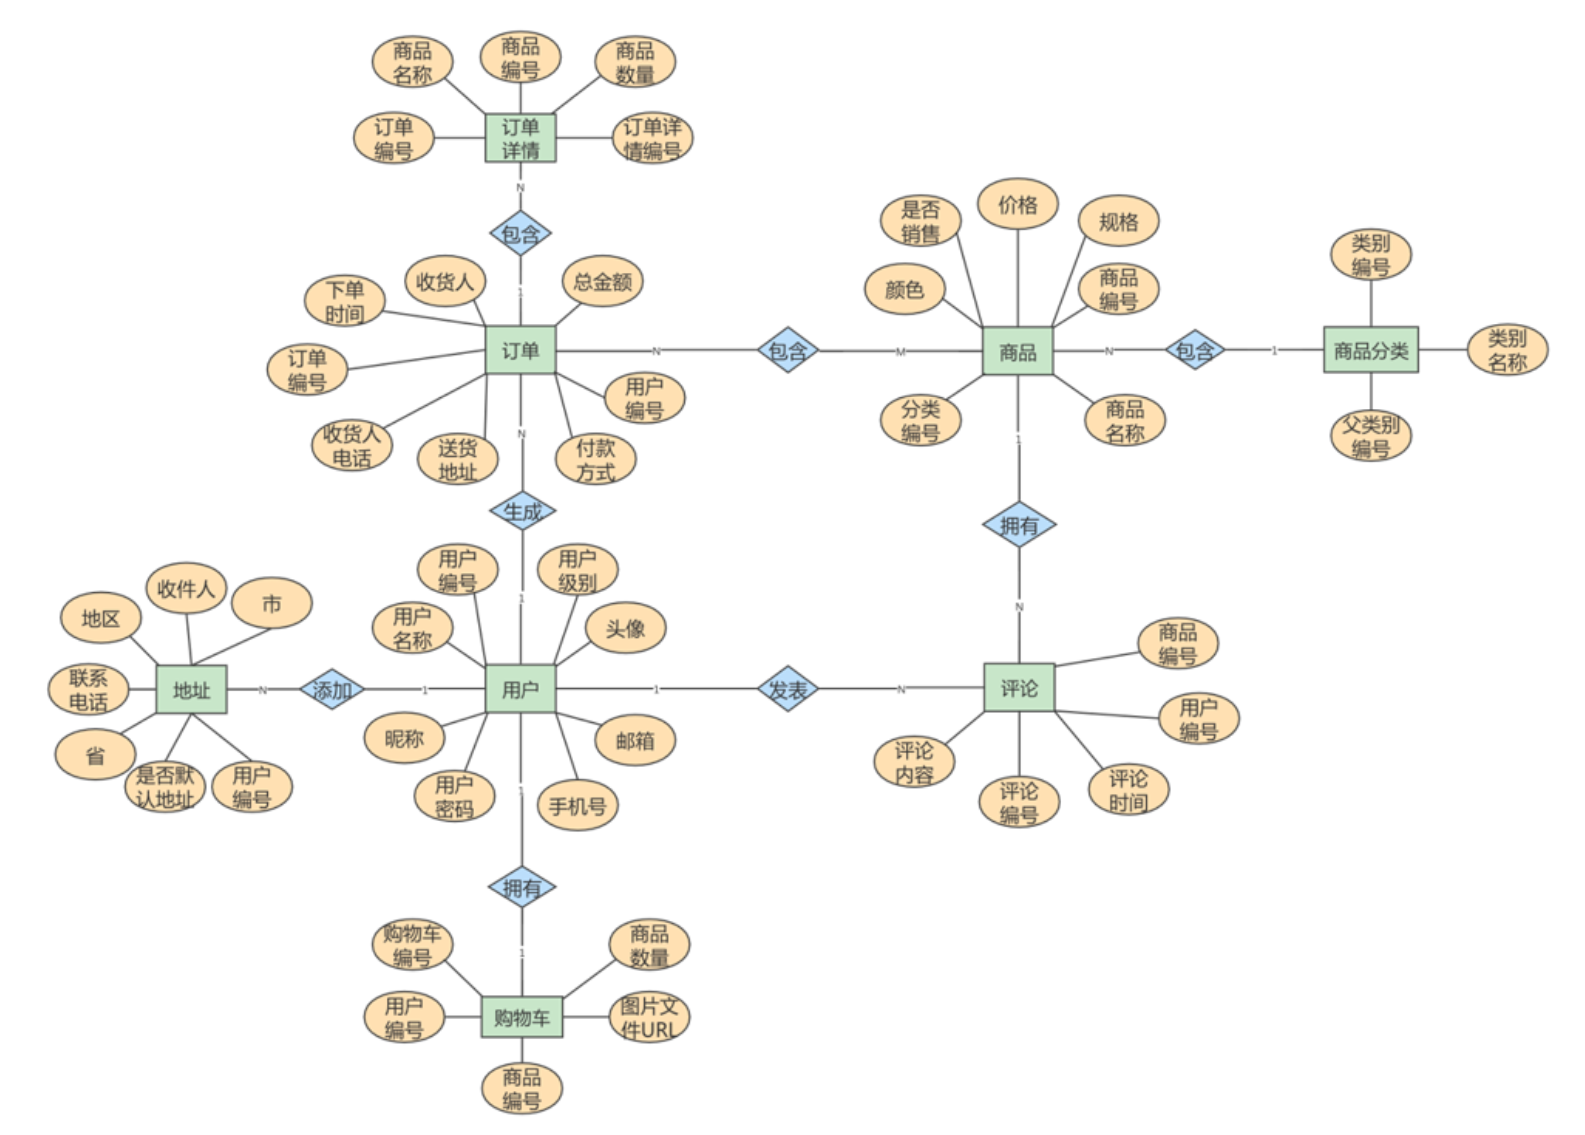 商品
名称
商品
编号
商品
数量
订单
编号
订单
详情
订单详
情编号
N
包含
1
下单
时间
收货人
总金额
订单
编号
订单
用户
编号
收货人
电话
送货
地址
付款
方式
N
包含
M
是否
销售
价格
规格
颜色
商品
编号
商品
分类
编号
商品
名称
N
包含
1
类别
编号
商品分类
类别
名称
父类别
编号
N
生成
1
1
拥有
N
地区
收件人
市
联系
电话
地址
省
是否默
认地址
用户
编号
N
添加
1
用户
编号
用户
级别
用户
名称
头像
用户
昵称
邮箱
用户
密码
手机号
1
发表
N
商品
编号
评论
用户
编号
评论
内容
评论
编号
评论
时间
1
拥有
1
购物车
编号
商品
数量
用户
编号
购物车
图片文
件URL
商品
编号